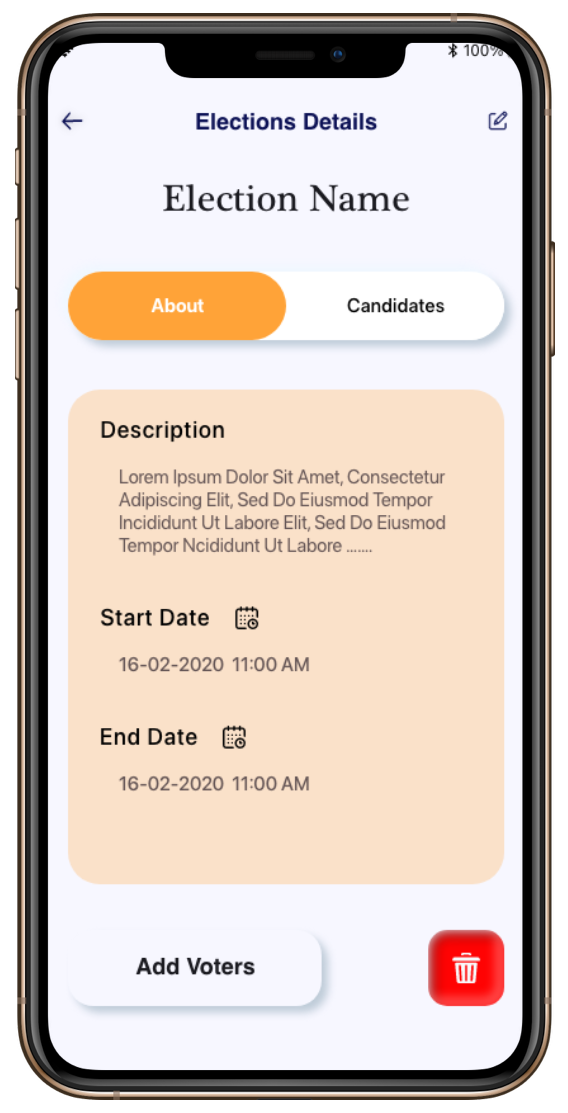 100%
Elections Details
Election Name
About Candidates
Description
Lorem Ipsum Dolor Sit Amet, Consectetur
Adipiscing Elit, Sed Do Eiusmod Tempor
Incididunt Ut Labore Elit, Sed Do Eiusmod
Tempor Ncididunt Ut Labore .......
Start Date
16-02-2020 11:00 AM
End Date
16-02-2020 11:00 AM
Add Voters